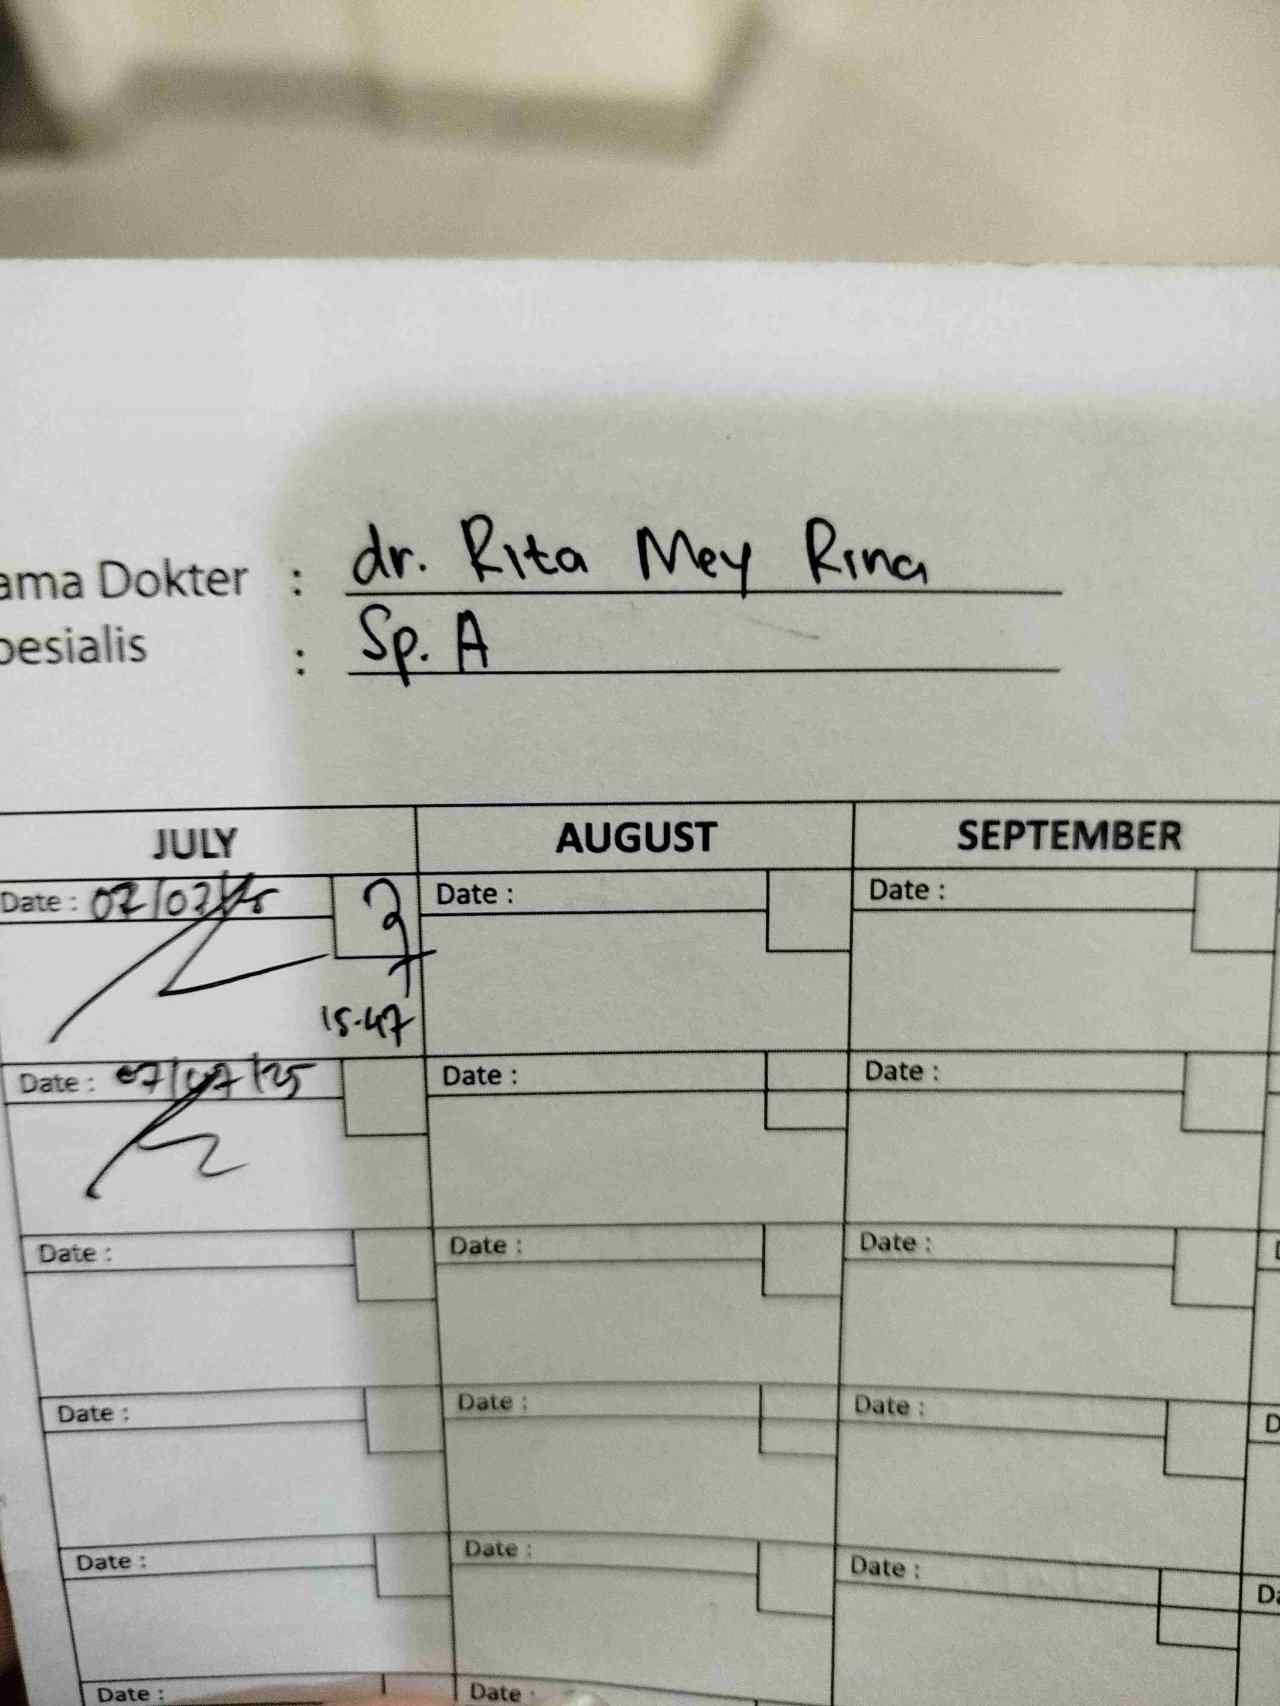 ama Dokter : dr. Rita Mey Rina
pesialis : Sp. A
JULY AUGUST SEPTEMBER
Date : 07/07/25 Date : Date :
15.47
Date : 07/07/25 Date : Date :
Date : Date : Date :
Date : Date : Date :
Date : Date : Date :
Date : Date :